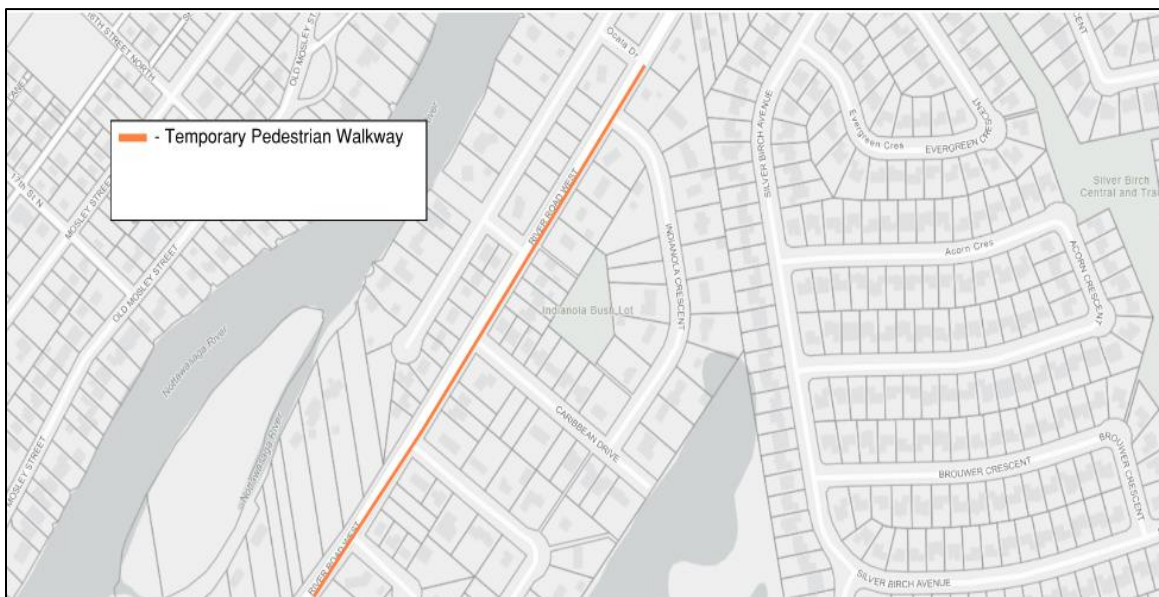 16TH STREET NORTH
OLD MOSLEY ST
Ocala Dr
- Temporary Pedestrian Walkway
17th St N
MOSLEY STREET
OLD MOSLEY STREET
MOSLEY STREET
Nottawasaga River
Nottawasaga River
RIVER ROAD WEST
RIVER ROAD WEST
Indianola Bush Lot
INDIANOLA CRESCENT
CARIBBEAN DRIVE
SILVER BIRCH AVENUE
Evergreen Cres
EVERGREEN CRES
Silver Birch
Central and Tra
Acorn Cres
ACORN CRESCENT
BROUWER CRESCENT
BROUWER CRESCENT
SILVER BIRCH AVENUE